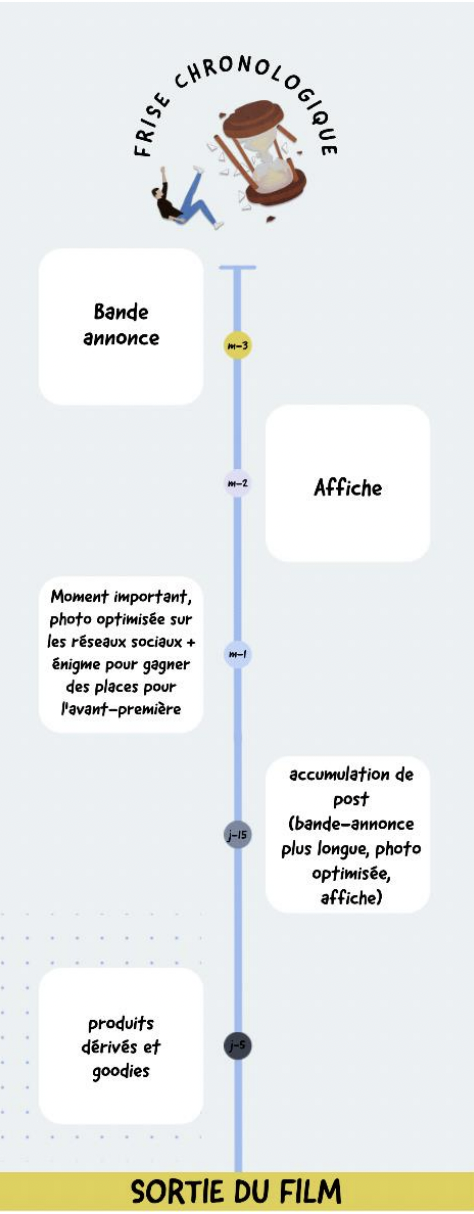 FRISE CHRONOLOGIQUE
Bande
annonce
m-3
m-2
Affiche
Moment important,
photo optimisée sur
les réseaux sociaux +
énigme pour gagner
des places pour
l'avant-première
m-1
accumulation de
post
(bande-annonce
plus longue, photo
optimisée,
affiche)
j-15
produits
dérivés et
goodies
j-5
SORTIE DU FILM